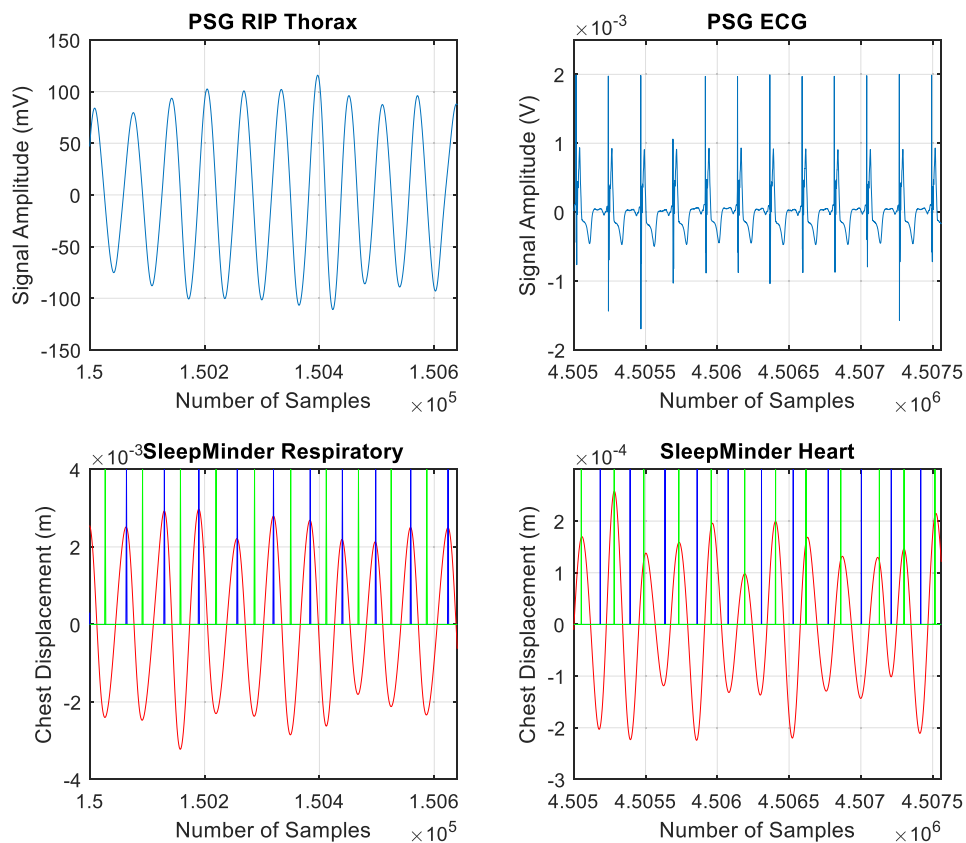 PSG RIP Thorax
150
100
50
0
-50
-100
-150
Signal Amplitude (mV)
1.5 1.502 1.504 1.506
Number of Samples
×10^5
PSG ECG
×10^-3
2
1
0
-1
-2
Signal Amplitude (V)
4.505 4.5055 4.506 4.5065 4.507 4.5075
Number of Samples
×10^6
SleepMinder Respiratory
×10^-3
4
2
0
-2
-4
Chest Displacement (m)
1.5 1.502 1.504 1.506
Number of Samples
×10^5
SleepMinder Heart
×10^-4
2
1
0
-1
-2
-3
Chest Displacement (m)
4.505 4.5055 4.506 4.5065 4.507 4.5075
Number of Samples
×10^6